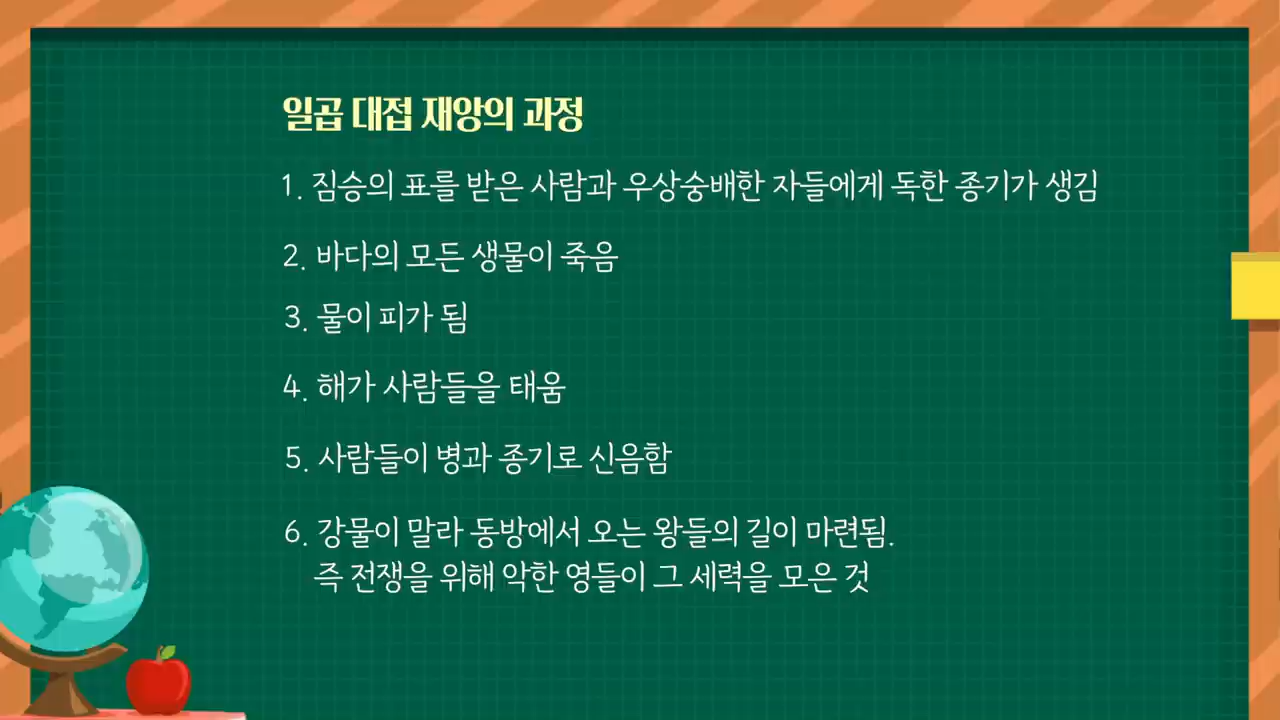 일곱 대접 재앙의 과정
1. 짐승의 표를 받은 사람과 우상숭배한 자들에게 독한 종기가 생김
2. 바다의 모든 생물이 죽음
3. 물이 피가 됨
4. 해가 사람들을 태움
5. 사람들이 병과 종기로 신음함
6. 강물이 말라 동방에서 오는 왕들의 길이 마련됨.
즉 전쟁을 위해 악한 영들이 그 세력을 모은 것